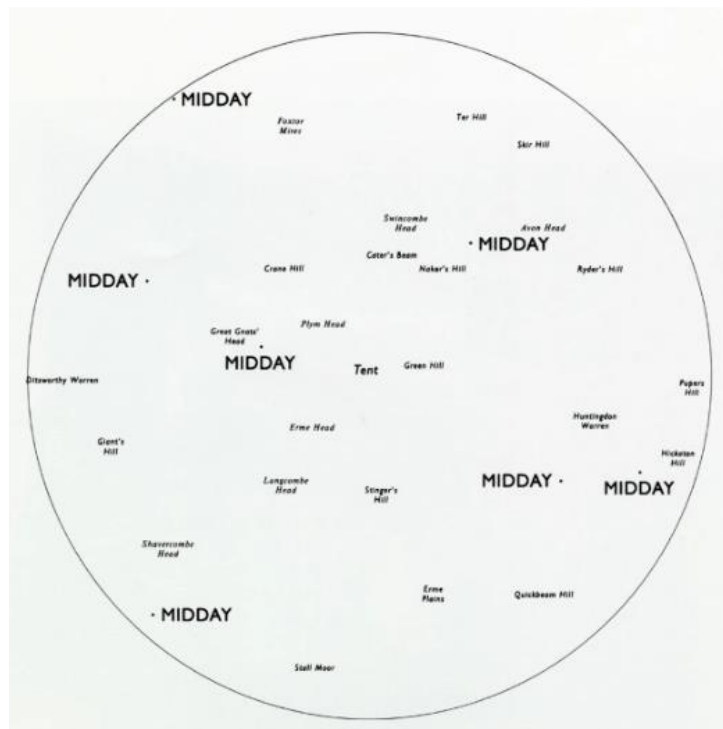 MIDDAY
Foxtor
Mires
Ter Hill
Skir Hill
Swincombe
Head
Avon Head
MIDDAY
Cater's Beam
Crane Hill
Naker's Hill
Ryder's Hill
MIDDAY
Plym Head
Great Gnats'
Head
MIDDAY
Tent
Green Hill
Ditsworthy Warren
Pupers
Hill
Huntingdon
Warren
Erme Head
Giant's
Hill
Hickaton
Hill
Langcombe
Head
Stinger's
Hill
MIDDAY
MIDDAY
Shavercombe
Head
Erme
Plains
Quickbeam Hill
MIDDAY
Stall Moor